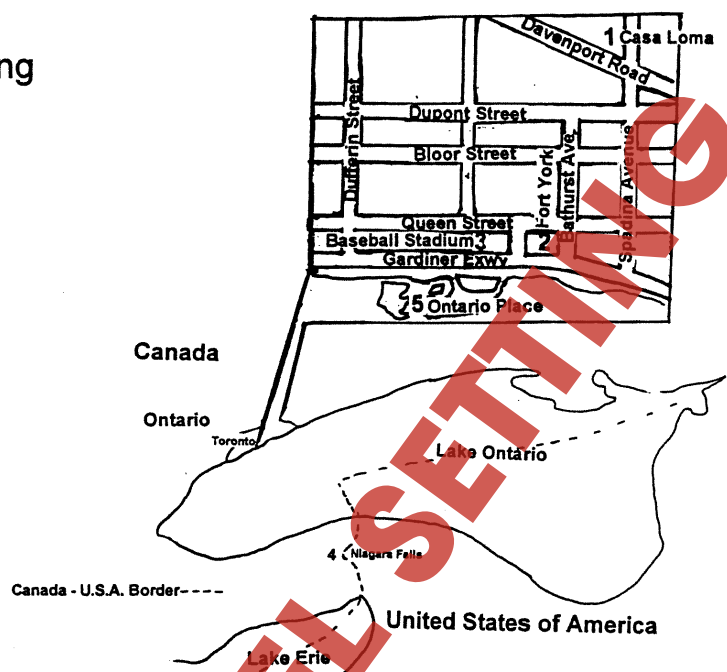 ng
1 Casa Loma
Davenport Road
Dupont Street
Dufferin Street
Bloor Street
Fort York
Bathurst Ave.
Spadina Avenue
Queen Street
Baseball Stadium 3
2
Gardiner Exwy
5 Ontario Place
Canada
Ontario
Toronto
Lake Ontario
4 Niagara Falls
Canada - U.S.A. Border----
United States of America
Lake Erie
EL SETTING